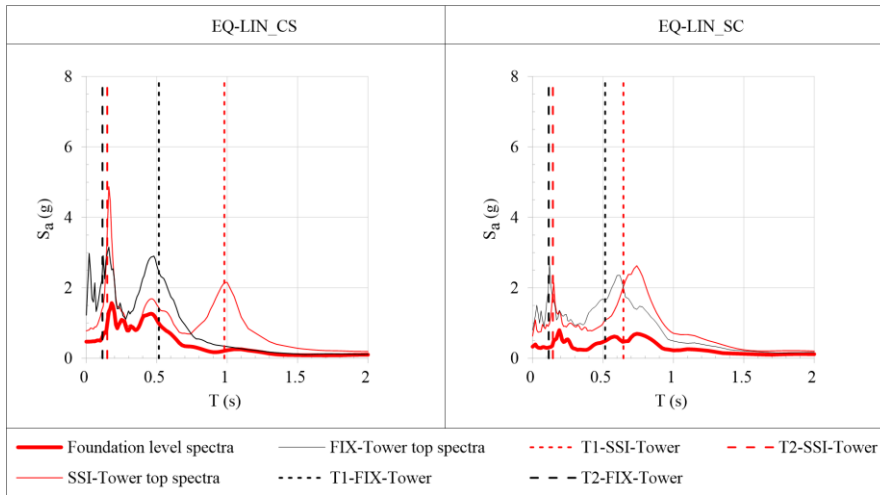 EQ-LIN_CS
EQ-LIN_SC
8
6
4
2
0
Sa (g)
0 0.5 1 1.5 2
T (s)
8
6
4
2
0
Sa (g)
0 0.5 1 1.5 2
T (s)
Foundation level spectra
FIX-Tower top spectra
T1-SSI-Tower
T2-SSI-Tower
SSI-Tower top spectra
T1-FIX-Tower
T2-FIX-Tower